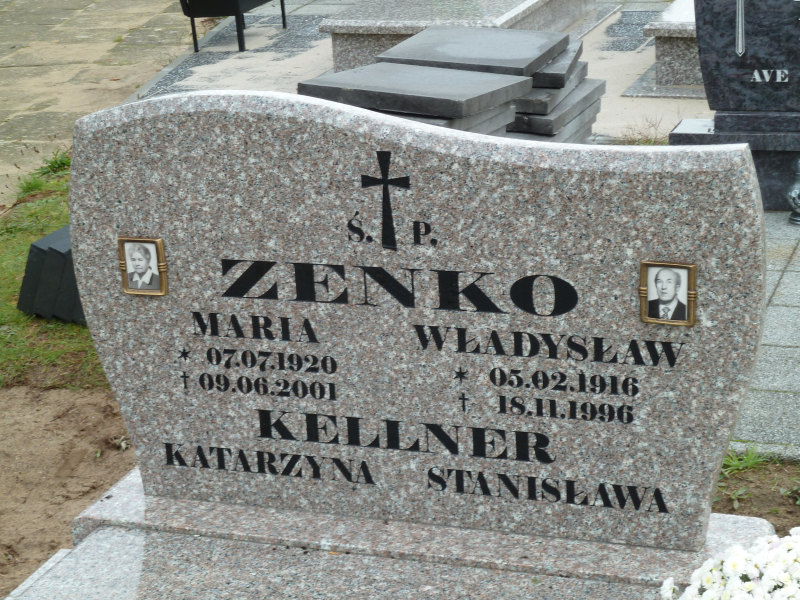 AVE
Ś. P.
ZENKO
MARIA
* 07.07.1920
† 09.06.2001
WŁADYSŁAW
* 05.02.1916
† 18.11.1996
KELLNER
KATARZYNA STANISŁAWA